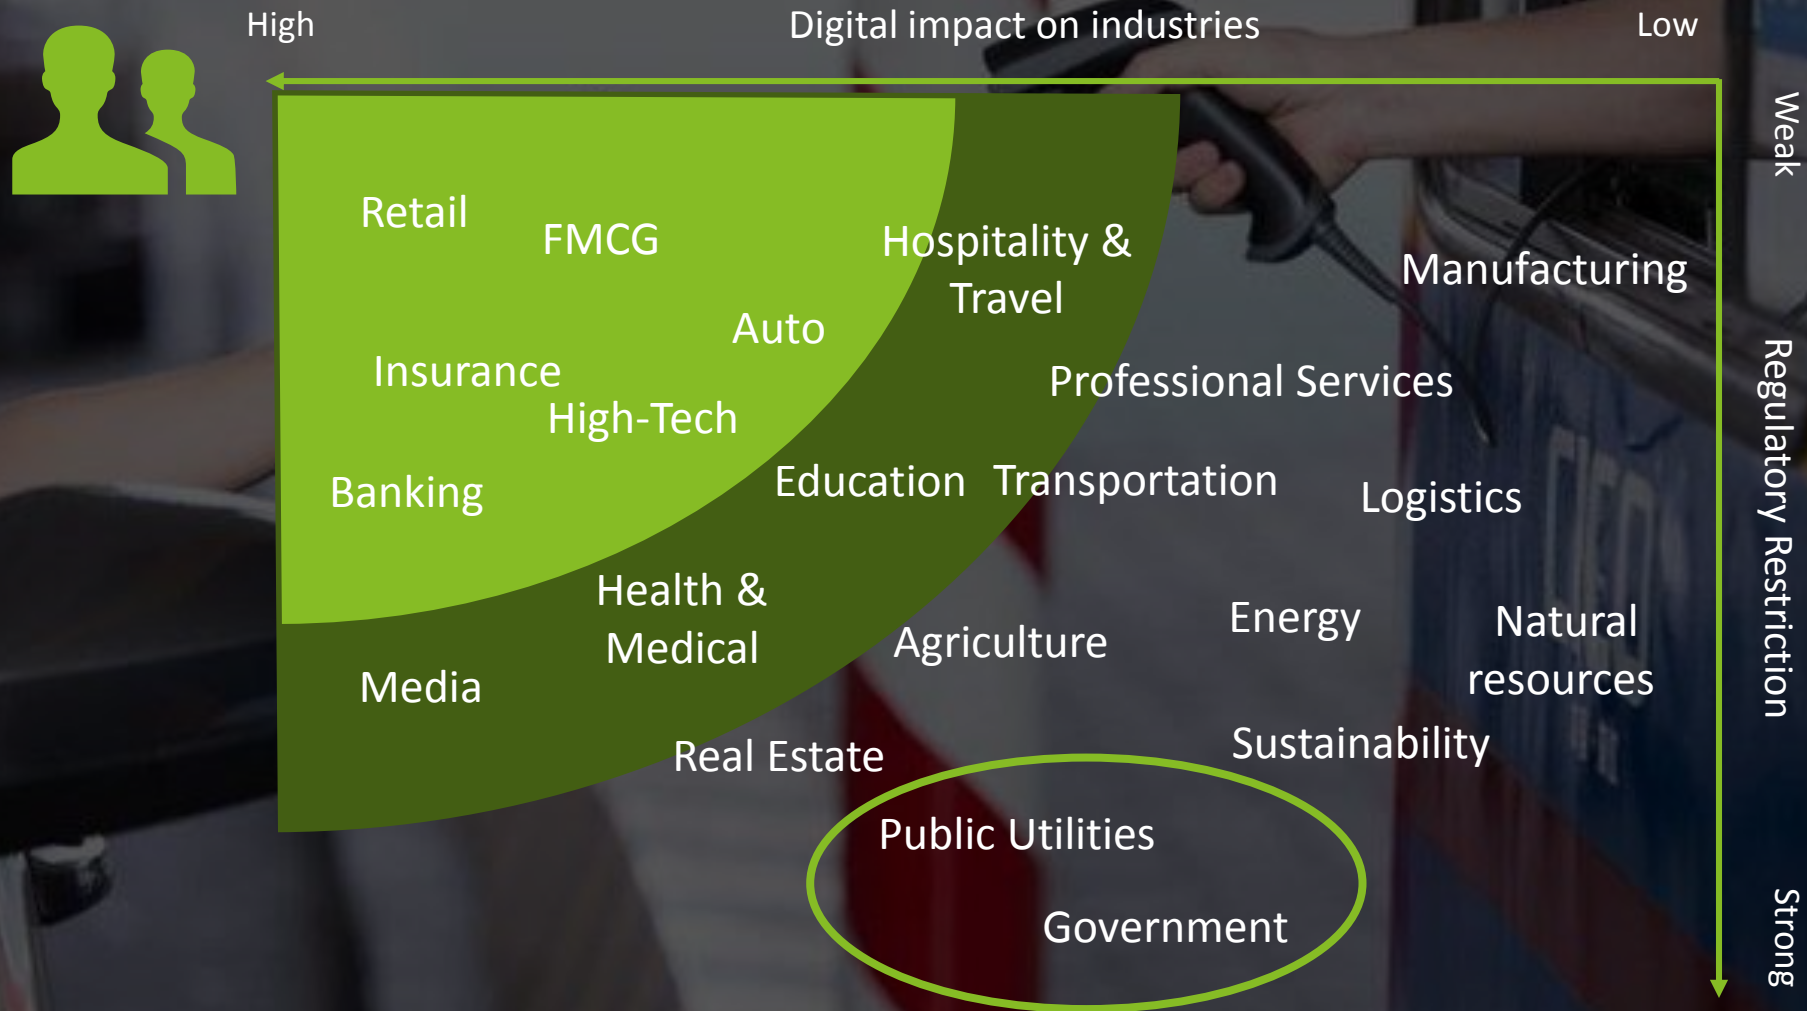 High
Digital impact on industries
Low
Weak
Retail
FMCG
Hospitality &
Travel
Manufacturing
Auto
Insurance
Professional Services
High-Tech
Regulatory Restriction
Banking
Education
Transportation
Logistics
Health &
Medical
Energy
Natural
resources
Agriculture
Media
Real Estate
Sustainability
Public Utilities
Government
Strong